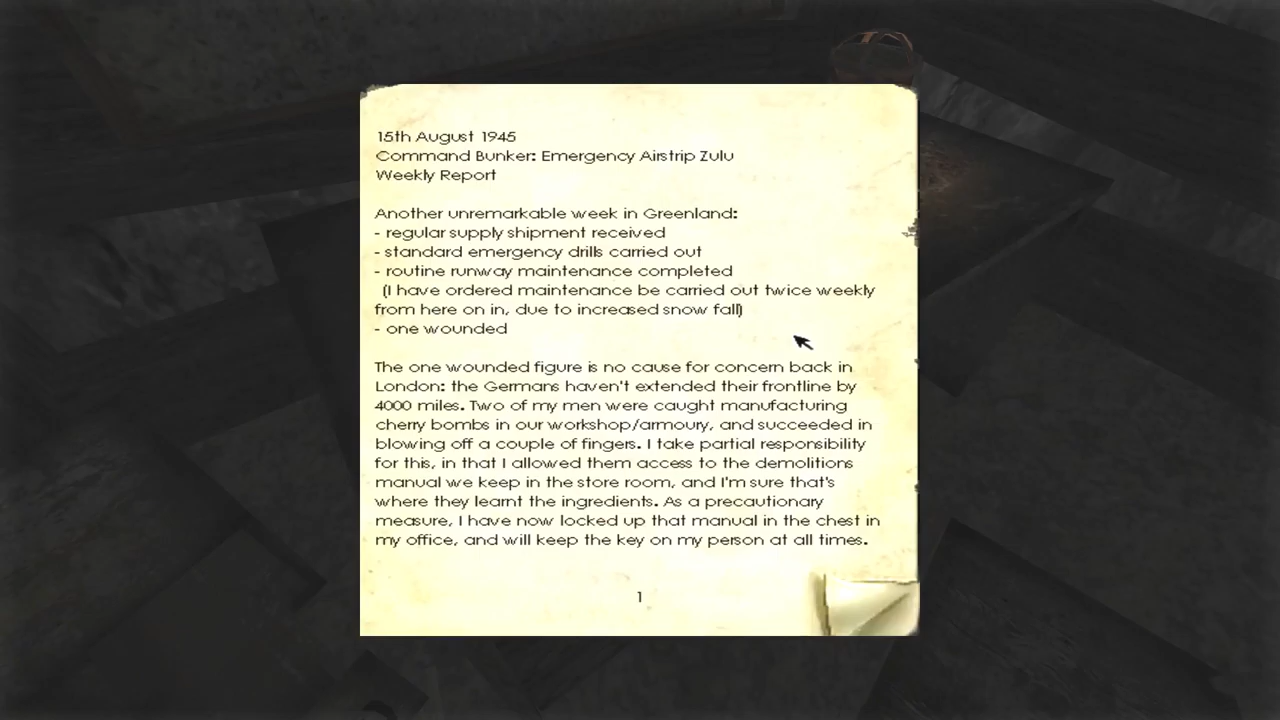 15th August 1945
Command Bunker: Emergency Airstrip Zulu
Weekly Report
Another unremarkable week in Greenland:
- regular supply shipment received
- standard emergency drills carried out
- routine runway maintenance completed
(I have ordered maintenance be carried out twice weekly
from here on in, due to increased snow fall)
- one wounded
The one wounded figure is no cause for concern back in
London: the Germans haven't extended their frontline by
4000 miles. Two of my men were caught manufacturing
cherry bombs in our workshop/armoury, and succeeded in
blowing off a couple of fingers. I take partial responsibility
for this, in that I allowed them access to the demolitions
manual we keep in the store room, and I'm sure that's
where they learnt the ingredients. As a precautionary
measure, I have now locked up that manual in the chest in
my office, and will keep the key on my person at all times.
1